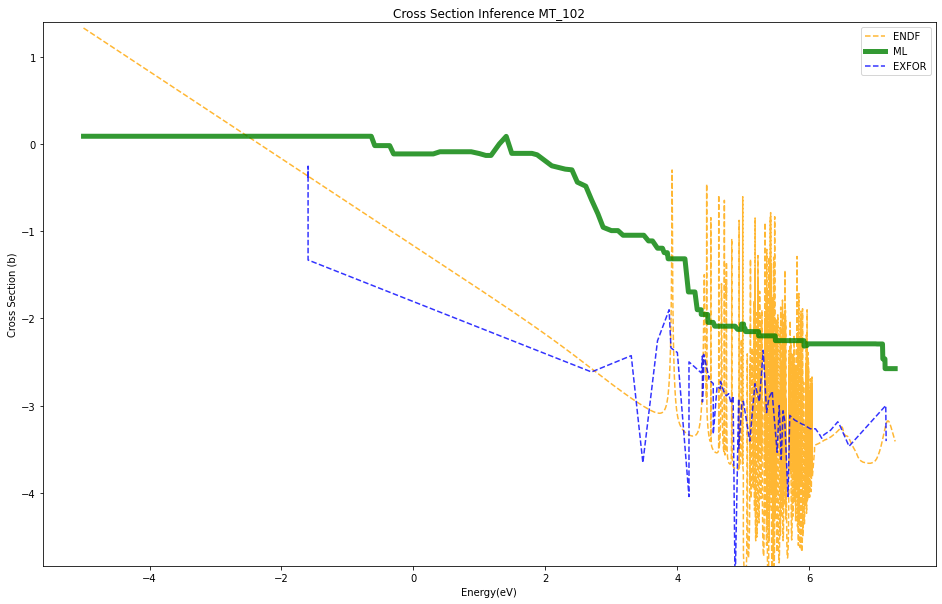 Cross Section Inference MT_102
ENDF
ML
EXFOR
Cross Section (b)
1
0
−1
−2
−3
−4
−4
−2
0
2
4
6
Energy(eV)